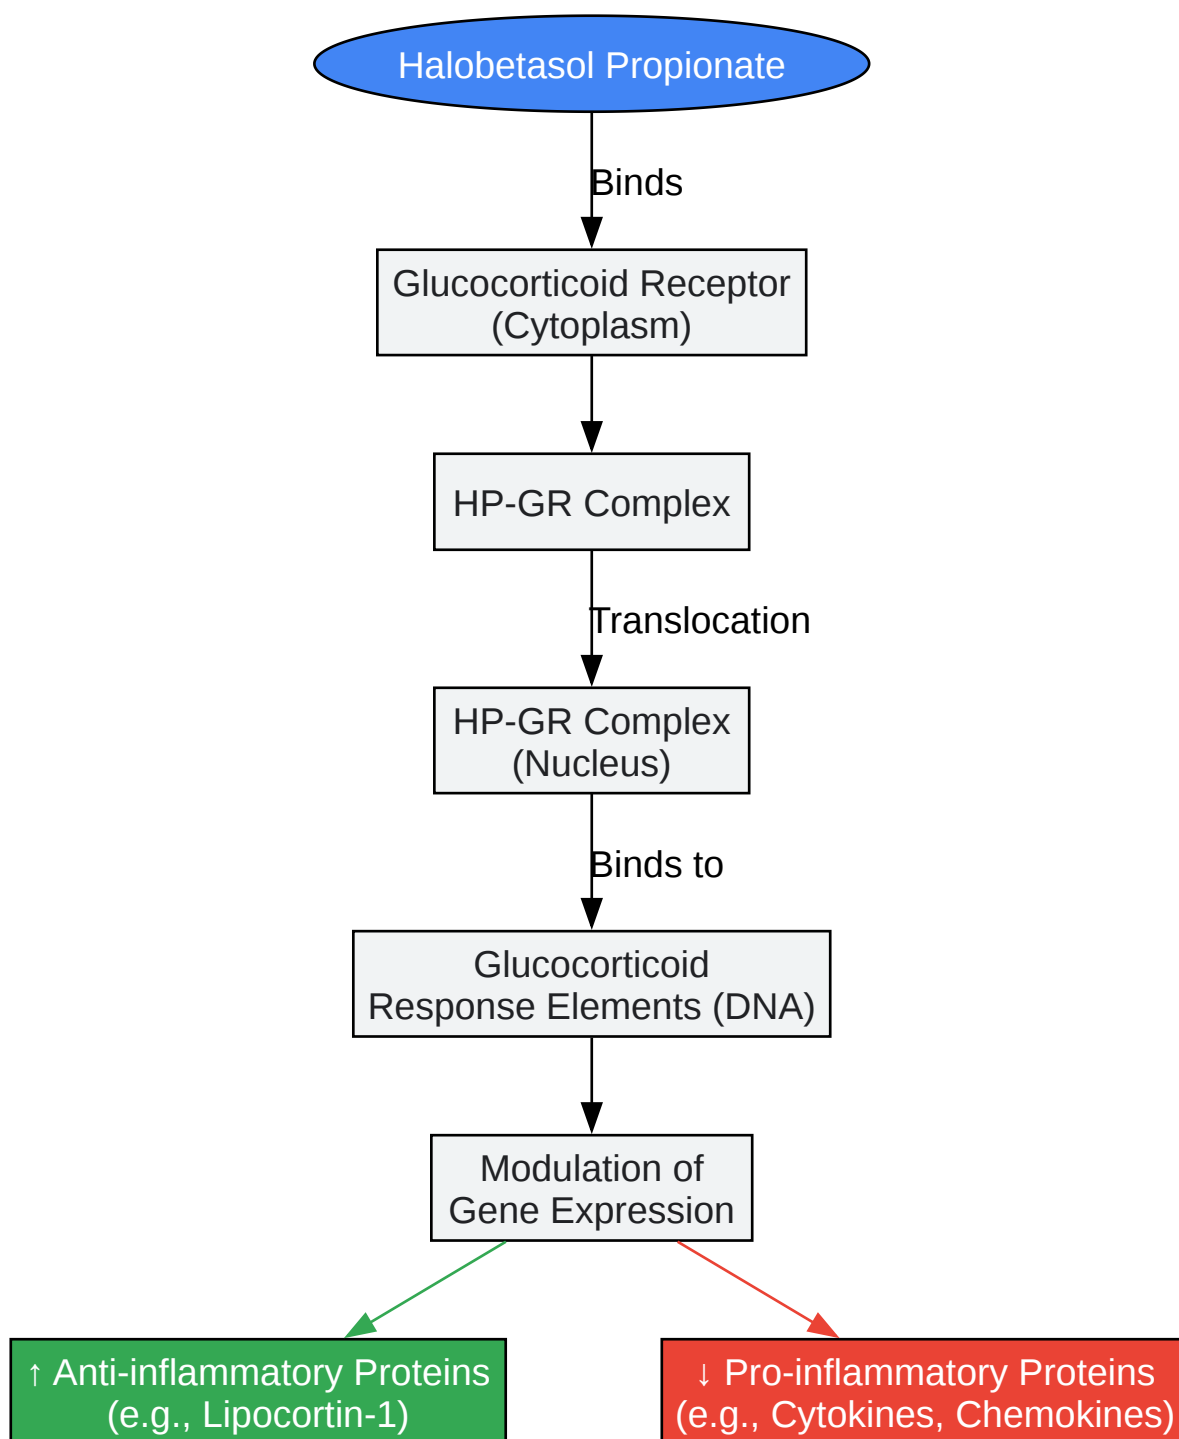 Halobetasol Propionate
Binds
Glucocorticoid Receptor
(Cytoplasm)
HP-GR Complex
Translocation
HP-GR Complex
(Nucleus)
Binds to
Glucocorticoid
Response Elements (DNA)
Modulation of
Gene Expression
↑ Anti-inflammatory Proteins
(e.g., Lipocortin-1)
↓ Pro-inflammatory Proteins
(e.g., Cytokines, Chemokines)